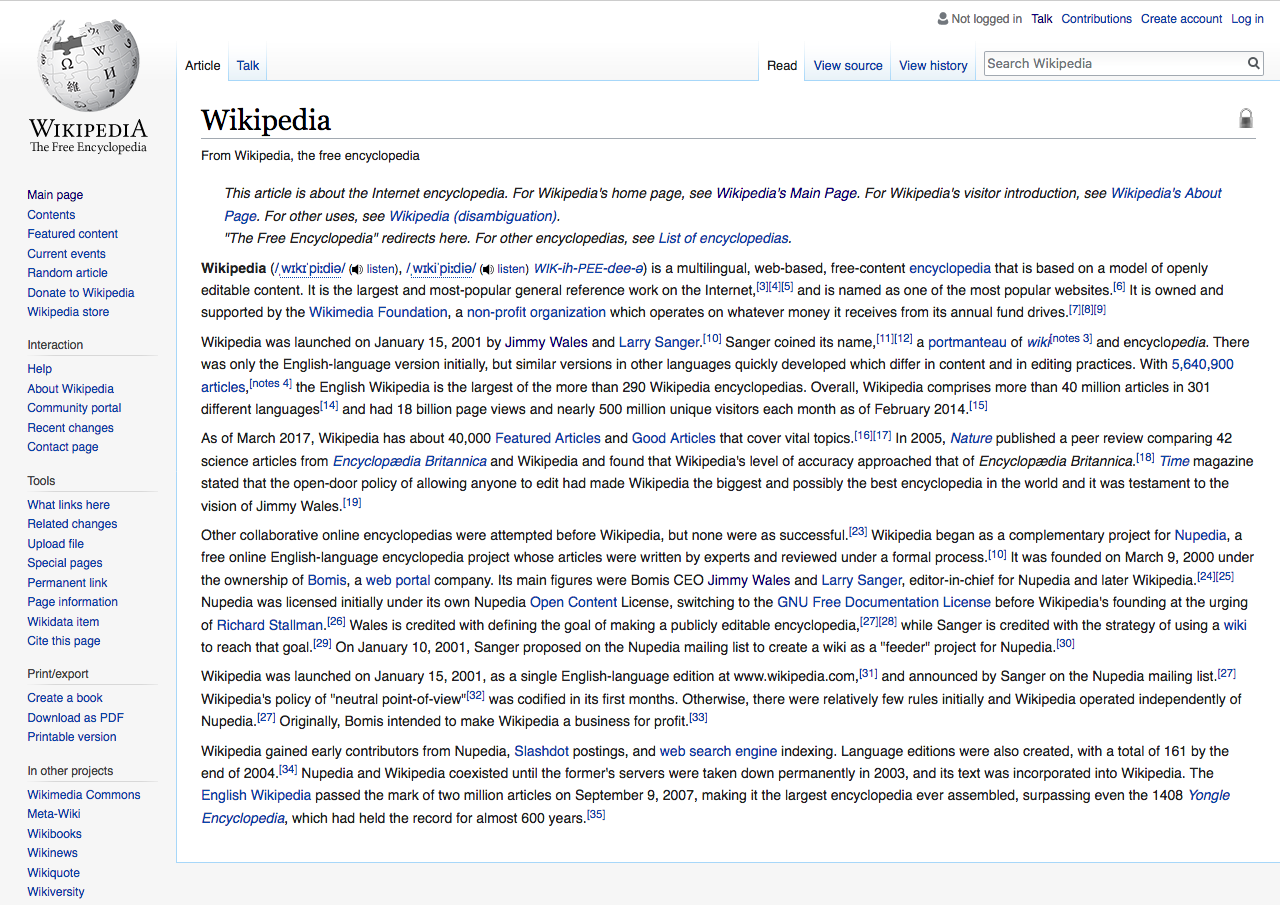 Not logged in Talk Contributions Create account Log in
Article Talk Read View source View history Search Wikipedia
Ω W И 維 7
WIKIPEDIA
The Free Encyclopedia
Main page
Contents
Featured content
Current events
Random article
Donate to Wikipedia
Wikipedia store
Interaction
Help
About Wikipedia
Community portal
Recent changes
Contact page
Tools
What links here
Related changes
Upload file
Special pages
Permanent link
Page information
Wikidata item
Cite this page
Print/export
Create a book
Download as PDF
Printable version
In other projects
Wikimedia Commons
Meta-Wiki
Wikibooks
Wikinews
Wikiquote
Wikiversity
Wikipedia
From Wikipedia, the free encyclopedia
This article is about the Internet encyclopedia. For Wikipedia's home page, see Wikipedia's Main Page. For Wikipedia's visitor introduction, see Wikipedia's About
Page. For other uses, see Wikipedia (disambiguation).
"The Free Encyclopedia" redirects here. For other encyclopedias, see List of encyclopedias.
Wikipedia (/ˌwɪkɪˈpiːdiə/ (listen), /ˌwɪkiˈpiːdiə/ (listen) WIK-ih-PEE-dee-ə) is a multilingual, web-based, free-content encyclopedia that is based on a model of openly
editable content. It is the largest and most-popular general reference work on the Internet,[3][4][5] and is named as one of the most popular websites.[6] It is owned and
supported by the Wikimedia Foundation, a non-profit organization which operates on whatever money it receives from its annual fund drives.[7][8][9]
Wikipedia was launched on January 15, 2001 by Jimmy Wales and Larry Sanger.[10] Sanger coined its name,[11][12] a portmanteau of wiki[notes 3] and encyclopedia. There
was only the English-language version initially, but similar versions in other languages quickly developed which differ in content and in editing practices. With 5,640,900
articles,[notes 4] the English Wikipedia is the largest of the more than 290 Wikipedia encyclopedias. Overall, Wikipedia comprises more than 40 million articles in 301
different languages[14] and had 18 billion page views and nearly 500 million unique visitors each month as of February 2014.[15]
As of March 2017, Wikipedia has about 40,000 Featured Articles and Good Articles that cover vital topics.[16][17] In 2005, Nature published a peer review comparing 42
science articles from Encyclopædia Britannica and Wikipedia and found that Wikipedia's level of accuracy approached that of Encyclopædia Britannica.[18] Time magazine
stated that the open-door policy of allowing anyone to edit had made Wikipedia the biggest and possibly the best encyclopedia in the world and it was testament to the
vision of Jimmy Wales.[19]
Other collaborative online encyclopedias were attempted before Wikipedia, but none were as successful.[23] Wikipedia began as a complementary project for Nupedia, a
free online English-language encyclopedia project whose articles were written by experts and reviewed under a formal process.[10] It was founded on March 9, 2000 under
the ownership of Bomis, a web portal company. Its main figures were Bomis CEO Jimmy Wales and Larry Sanger, editor-in-chief for Nupedia and later Wikipedia.[24][25]
Nupedia was licensed initially under its own Nupedia Open Content License, switching to the GNU Free Documentation License before Wikipedia's founding at the urging
of Richard Stallman.[26] Wales is credited with defining the goal of making a publicly editable encyclopedia,[27][28] while Sanger is credited with the strategy of using a wiki
to reach that goal.[29] On January 10, 2001, Sanger proposed on the Nupedia mailing list to create a wiki as a "feeder" project for Nupedia.[30]
Wikipedia was launched on January 15, 2001, as a single English-language edition at www.wikipedia.com,[31] and announced by Sanger on the Nupedia mailing list.[27]
Wikipedia's policy of "neutral point-of-view"[32] was codified in its first months. Otherwise, there were relatively few rules initially and Wikipedia operated independently of
Nupedia.[27] Originally, Bomis intended to make Wikipedia a business for profit.[33]
Wikipedia gained early contributors from Nupedia, Slashdot postings, and web search engine indexing. Language editions were also created, with a total of 161 by the
end of 2004.[34] Nupedia and Wikipedia coexisted until the former's servers were taken down permanently in 2003, and its text was incorporated into Wikipedia. The
English Wikipedia passed the mark of two million articles on September 9, 2007, making it the largest encyclopedia ever assembled, surpassing even the 1408 Yongle
Encyclopedia, which had held the record for almost 600 years.[35]